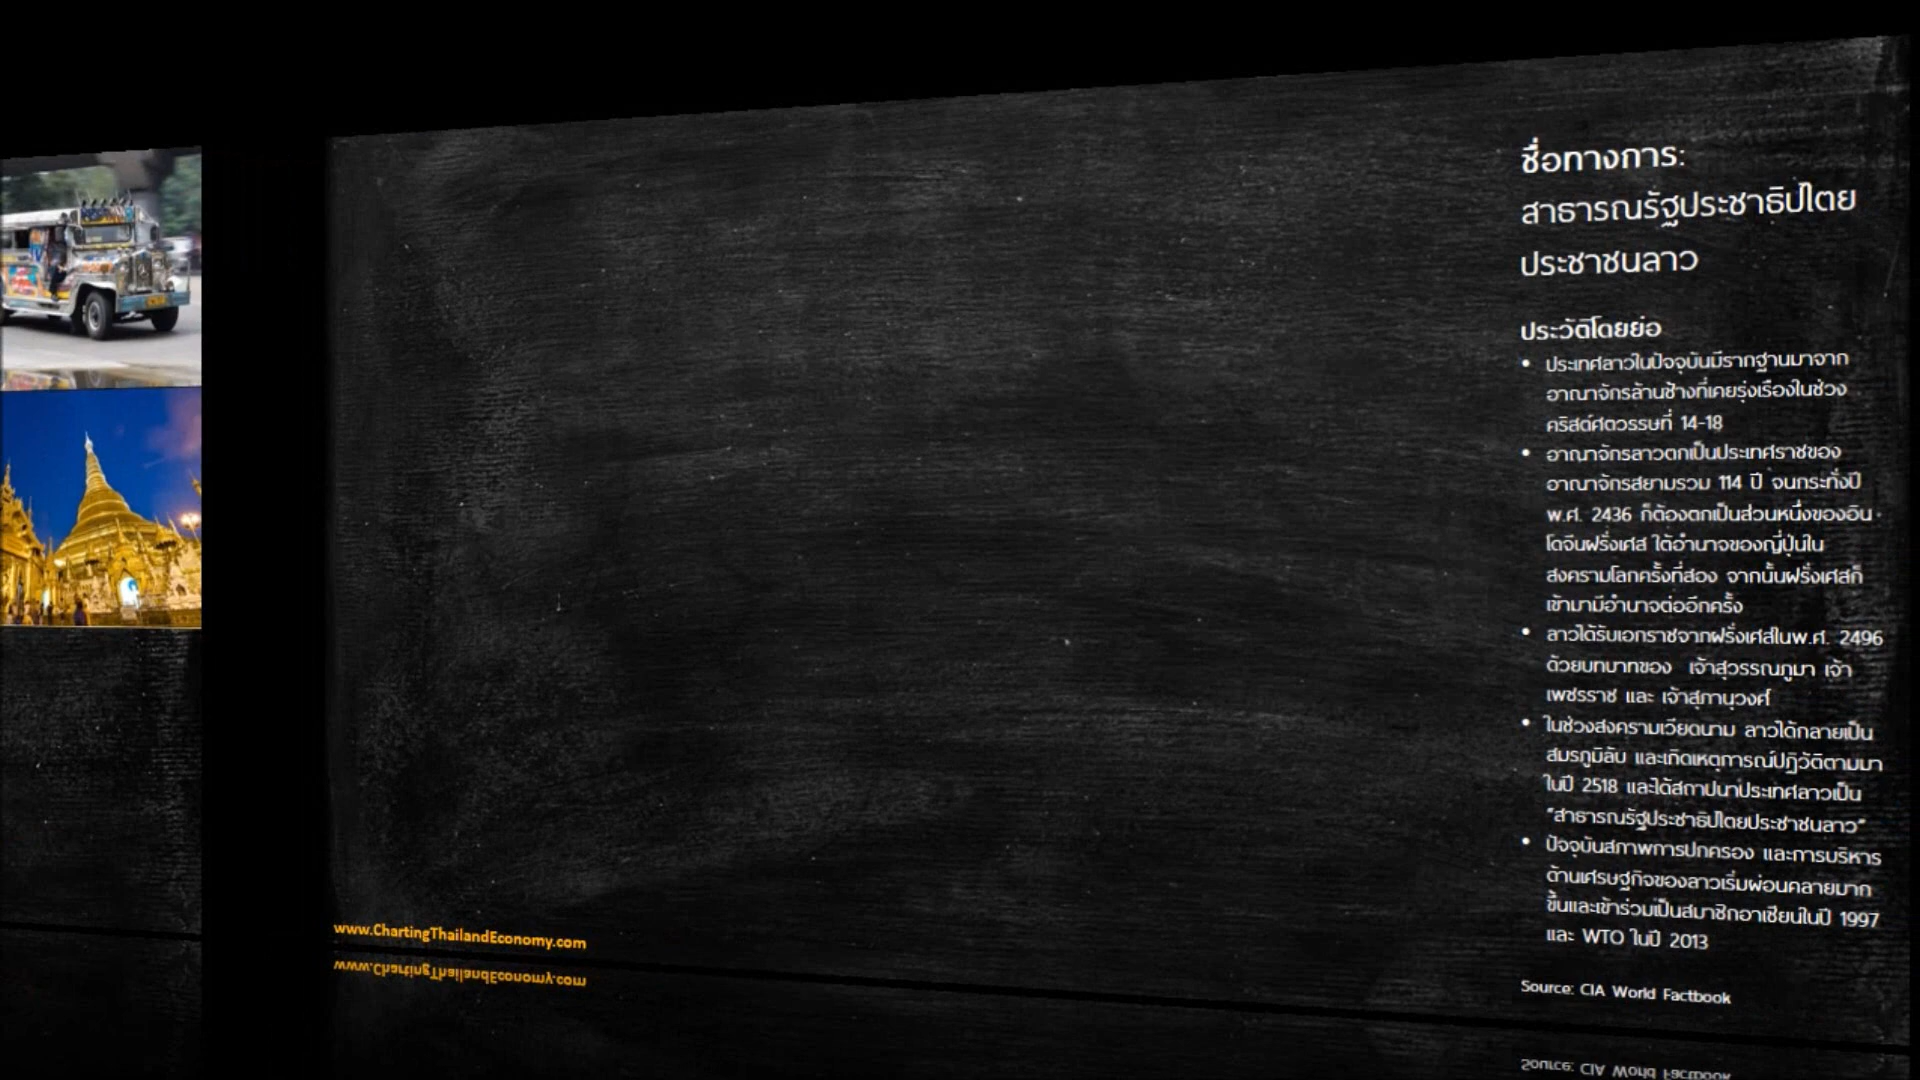 ชื่อทางการ:
สาธารณรัฐประชาธิปไตย
ประชาชนลาว
ประวัติโดยย่อ
• ประเทศลาวในปัจจุบันมีรากฐานมาจาก
อาณาจักรล้านช้างที่เคยรุ่งเรืองในช่วง
คริสต์ศตวรรษที่ 14-18
• อาณาจักรลาวตกเป็นประเทศราชของ
อาณาจักรสยามรวม 114 ปี จนกระทั่งปี
พ.ศ. 2436 ก็ต้องตกเป็นส่วนหนึ่งของอิน
โดจีนฝรั่งเศส ใต้อำนาจของญี่ปุ่นใน
สงครามโลกครั้งที่สอง จากนั้นฝรั่งเศสก็
เข้ามามีอำนาจต่ออีกครั้ง
• ลาวได้รับเอกราชจากฝรั่งเศสในพ.ศ. 2496
ด้วยบทบาทของ เจ้าสุวรรณภูมา เจ้า
เพชรราช และ เจ้าสุภานุวงศ์
• ในช่วงสงครามเวียดนาม ลาวได้กลายเป็น
สมรภูมิลับ และเกิดเหตุการณ์ปฏิวัติตามมา
ในปี 2518 และได้สถาปนาประเทศลาวเป็น
"สาธารณรัฐประชาธิปไตยประชาชนลาว"
• ปัจจุบันสภาพการปกครอง และการบริหาร
ด้านเศรษฐกิจของลาวเริ่มผ่อนคลายมาก
ขึ้นและเข้าร่วมเป็นสมาชิกอาเซียนในปี 1997
และ WTO ในปี 2013
Source: CIA World Factbook
www.ChartingThailandEconomy.com